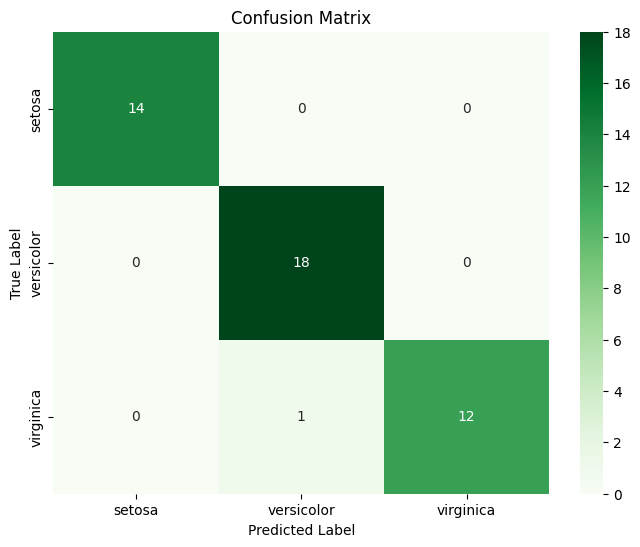 Confusion Matrix
True Label
setosa
14 0 0
versicolor
0 18 0
virginica
0 1 12
setosa versicolor virginica
Predicted Label
18
16
14
12
10
8
6
4
2
0